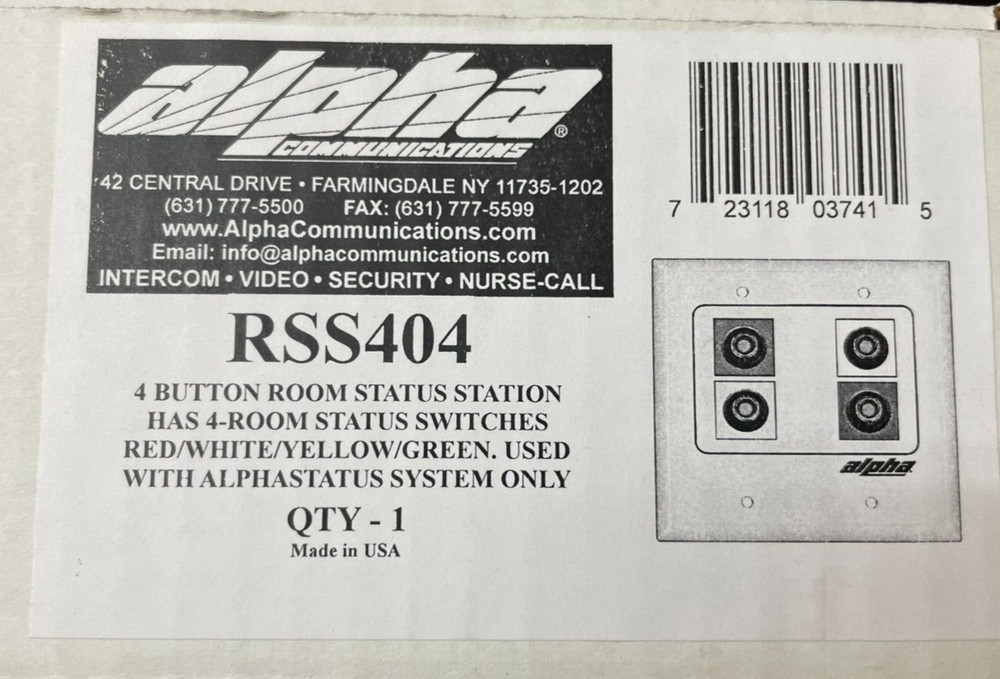 alpha®
COMMUNICATIONS
42 CENTRAL DRIVE • FARMINGDALE NY 11735-1202
(631) 777-5500 FAX: (631) 777-5599
www.AlphaCommunications.com
Email: info@alphacommunications.com
INTERCOM • VIDEO • SECURITY • NURSE-CALL
RSS404
4 BUTTON ROOM STATUS STATION
HAS 4-ROOM STATUS SWITCHES
RED/WHITE/YELLOW/GREEN. USED
WITH ALPHASTATUS SYSTEM ONLY
QTY - 1
Made in USA
7 23118 03741 5
alpha